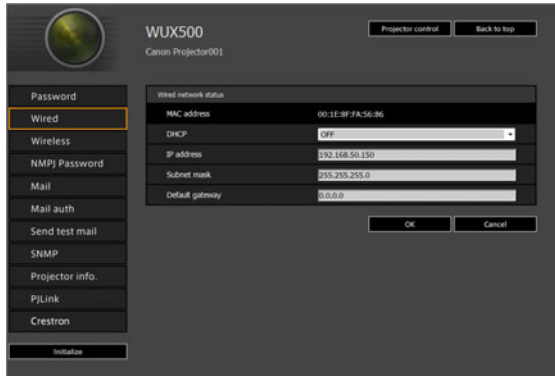 WUX500
Canon Projector001
Projector control
Back to top
Password
Wired
Wireless
NMPJ Password
Mail
Mail auth
Send test mail
SNMP
Projector info.
PJLink
Crestron
Initialize
Wired network status
MAC address 00:1E:8F:FA:56:86
DHCP OFF
IP address 192.168.50.150
Subnet mask 255.255.255.0
Default gateway 0.0.0.0
OK
Cancel